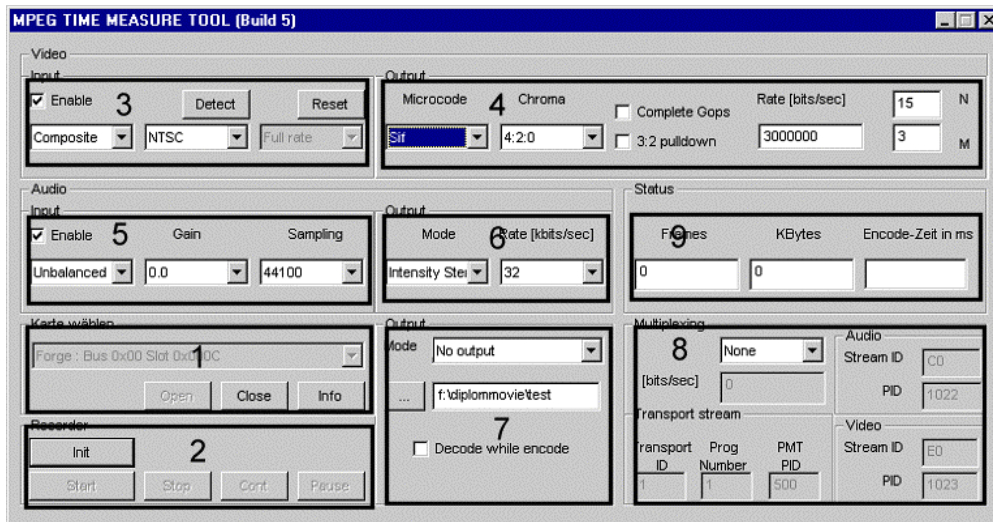 MPEG TIME MEASURE TOOL (Build 5)
Video
Input
Enable
3
Detect
Reset
Composite
NTSC
Full rate
Output
Microcode
4
Chroma
Complete Gops
Rate [bits/sec]
15
N
Sif
4:2:0
3:2 pulldown
3000000
3
M
Audio
Input
Enable
5
Gain
Sampling
Unbalanced
0.0
44100
Output
Mode
6
Rate [kbits/sec]
Intensity Ster
32
Status
Frames
9
KBytes
Encode-Zeit in ms
0
0
Karte wählen
Forge : Bus 0x00 Slot 0x000C
1
Open
Close
Info
Recorder
Init
2
Start
Stop
Cont
Pause
Output
Mode
No output
...
f:\diplommovie\test
7
Decode while encode
Multiplexing
8
None
[bits/sec]
0
Transport stream
Transport ID
Prog Number
PMT PID
1
1
500
Audio
Stream ID
C0
PID
1022
Video
Stream ID
E0
PID
1023